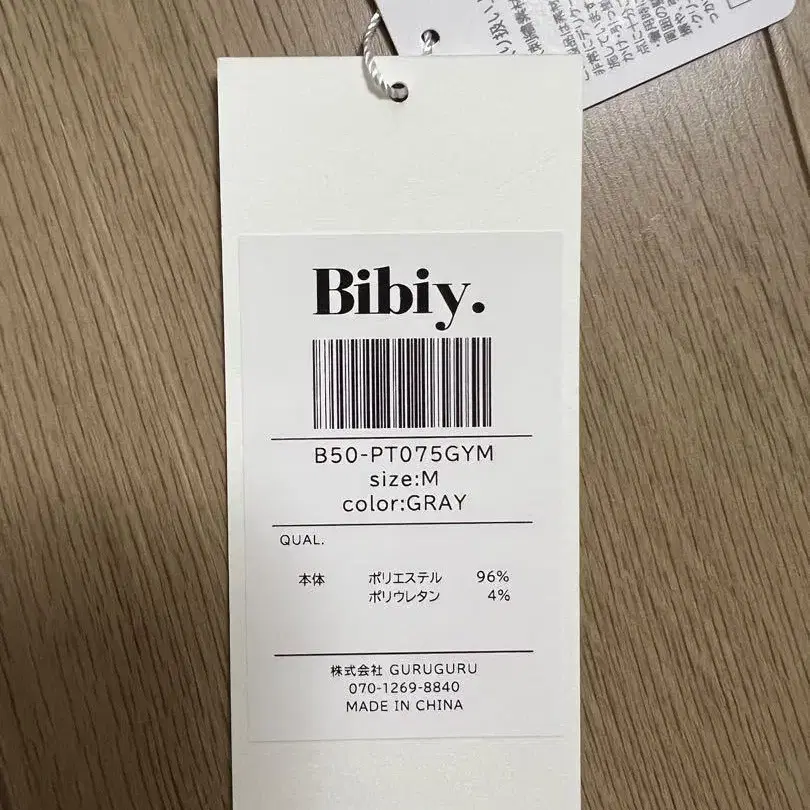 Bibiy.
B50-PT075GYM
size:M
color:GRAY
QUAL.
本体 ポリエステル 96%
ポリウレタン 4%
株式会社 GURUGURU
070-1269-8840
MADE IN CHINA